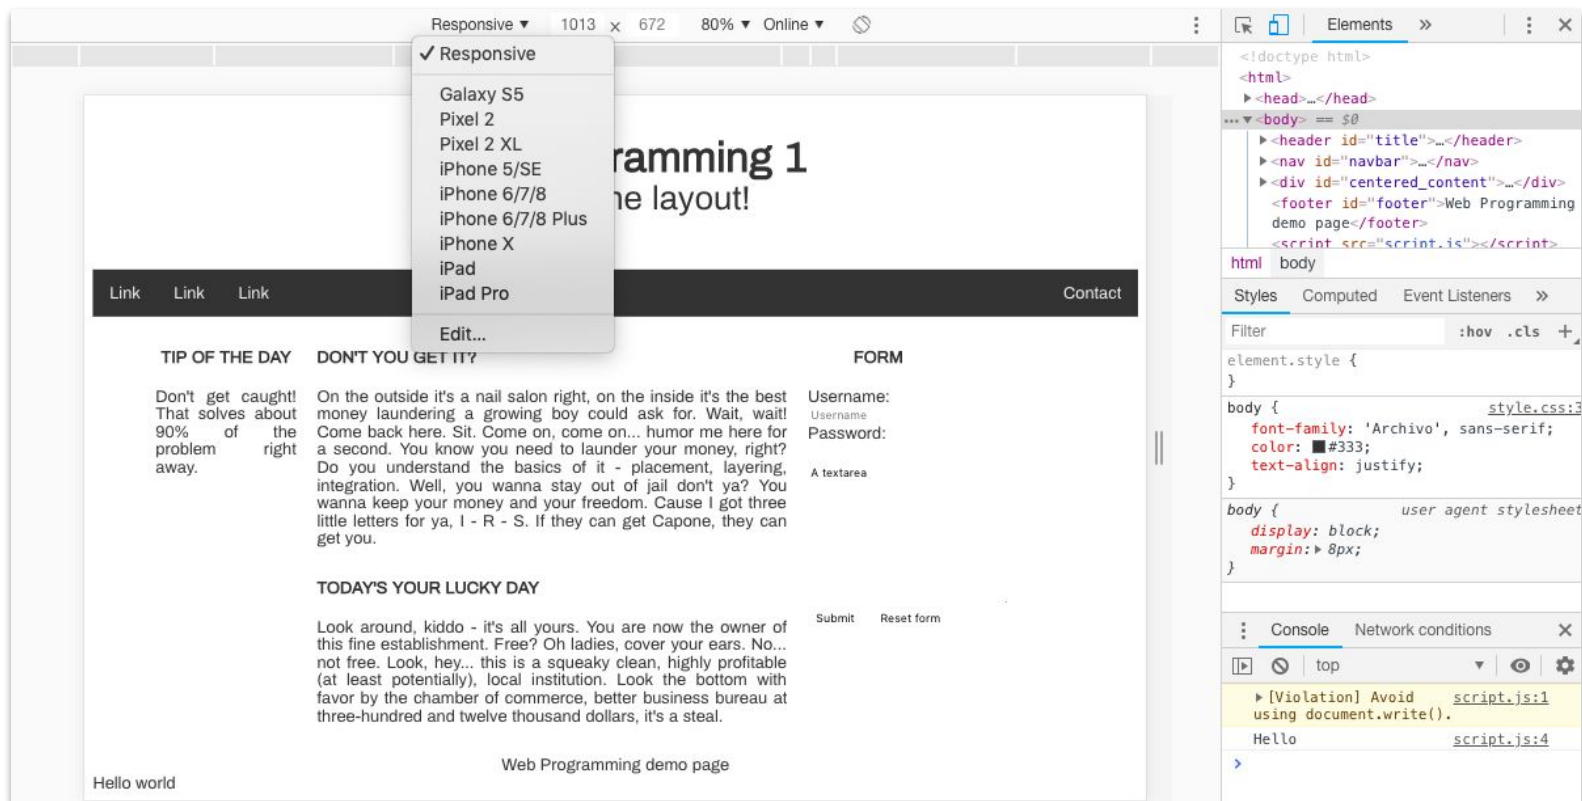 Responsive ▼ 1013 x 672 80% ▼ Online ▼
✓ Responsive
Galaxy S5
Pixel 2
Pixel 2 XL
iPhone 5/SE
iPhone 6/7/8
iPhone 6/7/8 Plus
iPhone X
iPad
iPad Pro
Edit...
ramming 1
ne layout!
Link Link Link Contact
TIP OF THE DAY
Don't get caught!
That solves about
90% of the
problem right
away.
DON'T YOU GET IT?
On the outside it's a nail salon right, on the inside it's the best
money laundering a growing boy could ask for. Wait, wait!
Come back here. Sit. Come on, come on... humor me here for
a second. You know you need to launder your money, right?
Do you understand the basics of it - placement, layering,
integration. Well, you wanna stay out of jail don't ya? You
wanna keep your money and your freedom. Cause I got three
little letters for ya, I - R - S. If they can get Capone, they can
get you.
TODAY'S YOUR LUCKY DAY
Look around, kiddo - it's all yours. You are now the owner of
this fine establishment. Free? Oh ladies, cover your ears. No...
not free. Look, hey... this is a squeaky clean, highly profitable
(at least potentially), local institution. Look the bottom with
favor by the chamber of commerce, better business bureau at
three-hundred and twelve thousand dollars, it's a steal.
FORM
Username:
Username
Password:
A textarea
Submit Reset form
Web Programming demo page
Hello world
Elements »
<!doctype html>
<html>
▶<head>…</head>
…▼<body> == $0
▶<header id="title">…</header>
▶<nav id="navbar">…</nav>
▶<div id="centered_content">…</div>
<footer id="footer">Web Programming
demo page</footer>
<script src="script.js"></script>
html body
Styles Computed Event Listeners »
Filter :hov .cls +
element.style {
}
body { style.css:3
font-family: 'Archivo', sans-serif;
color: #333;
text-align: justify;
}
body { user agent stylesheet
display: block;
margin:▶ 8px;
}
Console Network conditions
top ▼
▶[Violation] Avoid script.js:1
using document.write().
Hello script.js:4
>